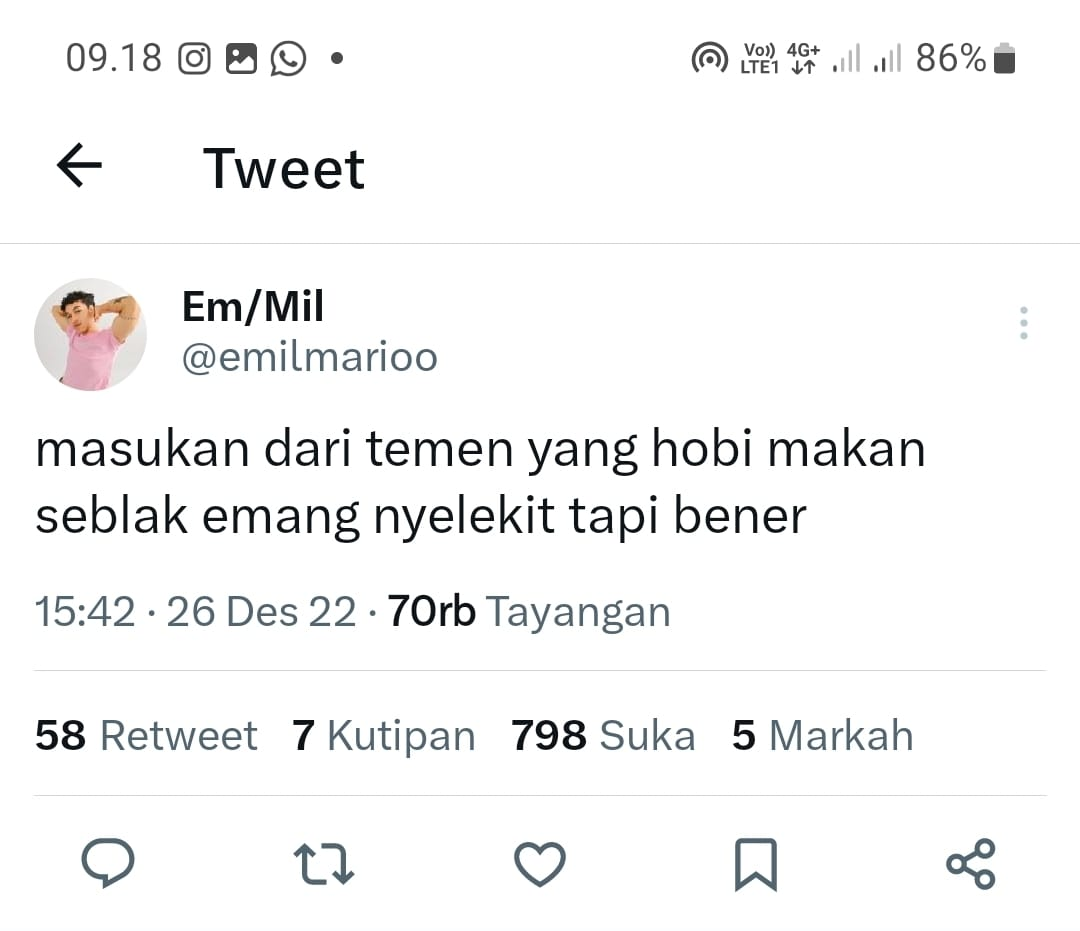 09.18 Vo)) LTE1 4G+ 86%
Tweet
Em/Mil
@emilmarioo
masukan dari temen yang hobi makan
seblak emang nyelekit tapi bener
15:42 · 26 Des 22 · 70rb Tayangan
58 Retweet 7 Kutipan 798 Suka 5 Markah